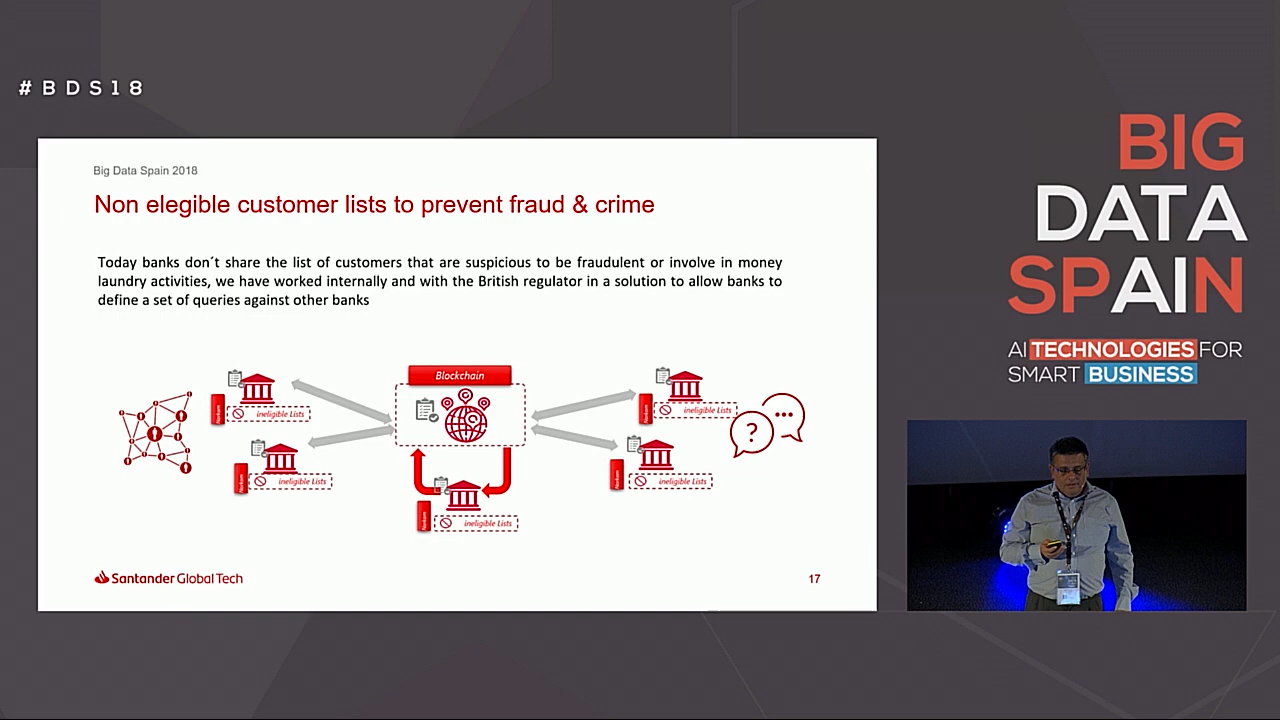 #BDS18
Big Data Spain 2018
Non elegible customer lists to prevent fraud & crime
Today banks don´t share the list of customers that are suspicious to be fraudulent or involve in money
laundry activities, we have worked internally and with the British regulator in a solution to allow banks to
define a set of queries against other banks
Blockchain
ineligible Lists
ineligible Lists
ineligible Lists
ineligible Lists
ineligible Lists
?
Santander Global Tech
17
BIG
DATA
SPAIN
AI TECHNOLOGIES FOR
SMART BUSINESS